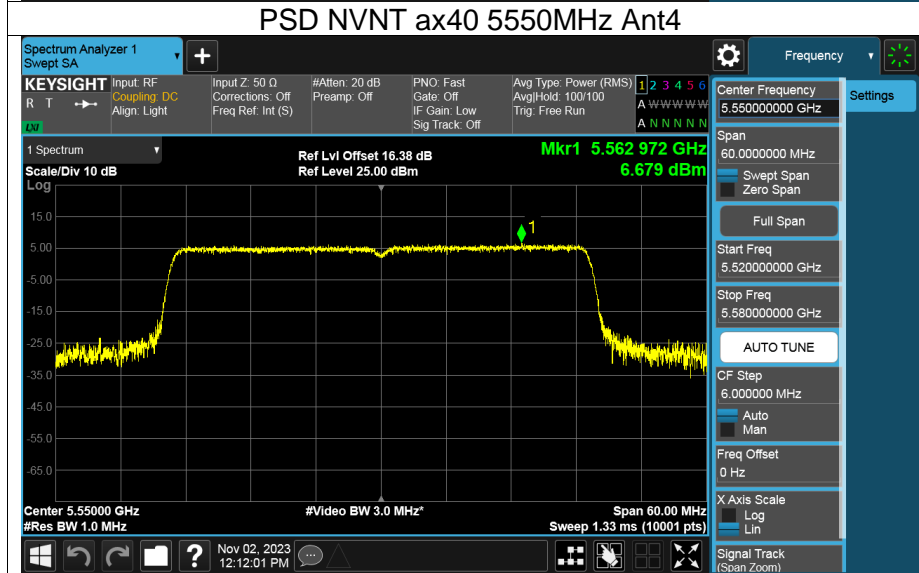 PSD NVNT ax40 5550MHz Ant4
Spectrum Analyzer 1
Swept SA
+
Frequency
KEYSIGHT
R T
LXI
Input: RF
Coupling: DC
Align: Light
Input Z: 50 Ω
Corrections: Off
Freq Ref: Int (S)
#Atten: 20 dB
Preamp: Off
PNO: Fast
Gate: Off
IF Gain: Low
Sig Track: Off
Avg Type: Power (RMS)
Avg|Hold: 100/100
Trig: Free Run
1 2 3 4 5 6
A W W W W W
A N N N N N
Center Frequency
5.550000000 GHz
Settings
Span
60.0000000 MHz
Swept Span
Zero Span
Full Span
Start Freq
5.520000000 GHz
Stop Freq
5.580000000 GHz
AUTO TUNE
CF Step
6.000000 MHz
Auto
Man
Freq Offset
0 Hz
X Axis Scale
Log
Lin
Signal Track
(Span Zoom)
1 Spectrum
Scale/Div 10 dB
Log
Ref Lvl Offset 16.38 dB
Ref Level 25.00 dBm
Mkr1 5.562 972 GHz
6.679 dBm
15.0
5.00
-5.00
-15.0
-25.0
-35.0
-45.0
-55.0
-65.0
1
Center 5.55000 GHz
#Res BW 1.0 MHz
#Video BW 3.0 MHz*
Span 60.00 MHz
Sweep 1.33 ms (10001 pts)
?
Nov 02, 2023
12:12:01 PM